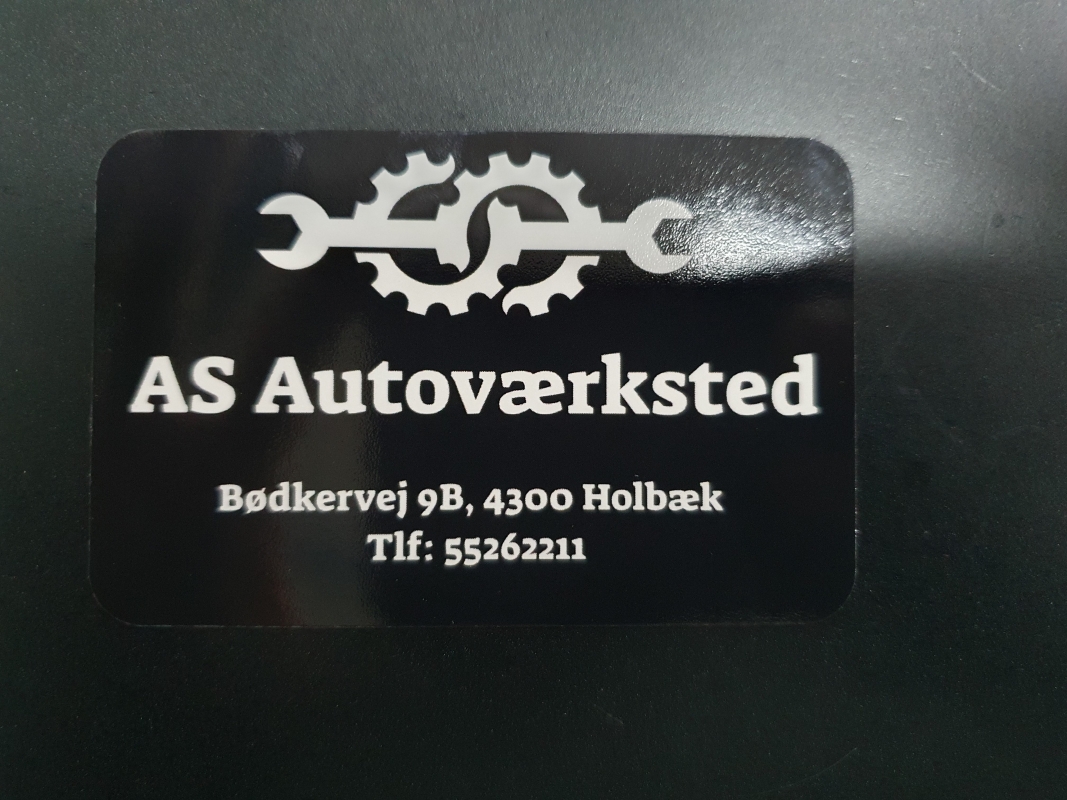 AS Autoværksted
Bødkervej 9B, 4300 Holbæk
Tlf: 55262211